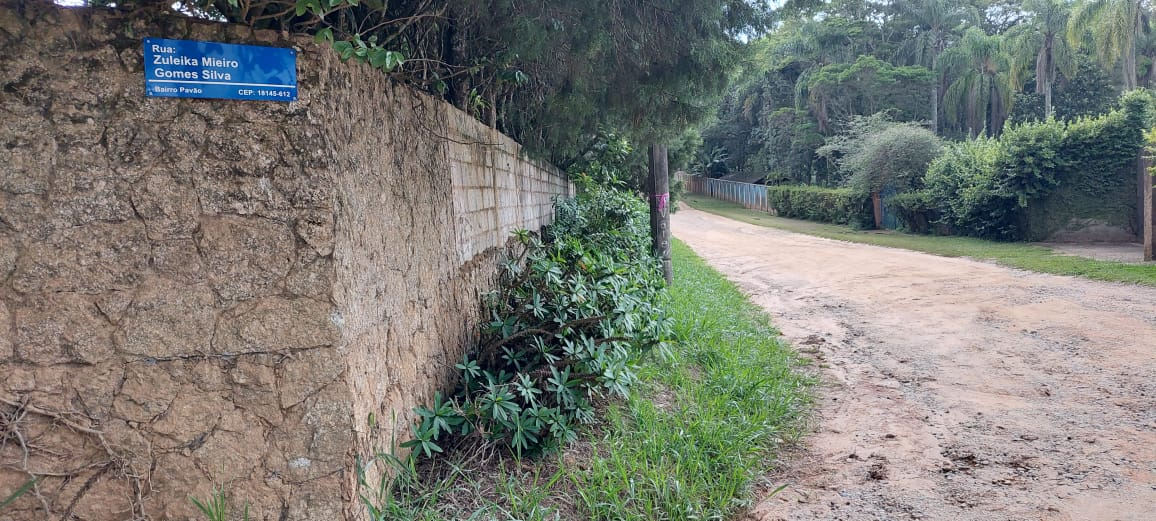 Rua:
Zuleika Mieiro
Gomes Silva
Bairro Pavão CEP: 18145-612